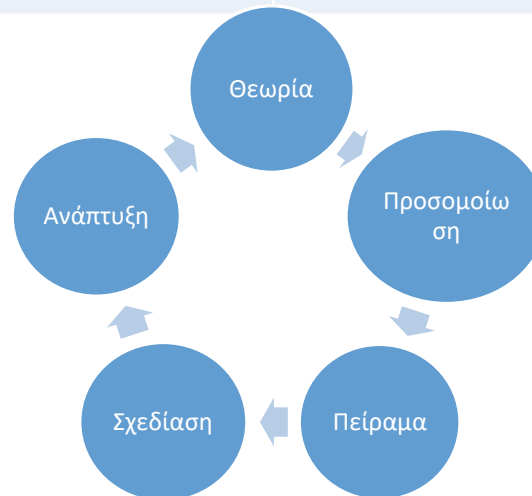 Θεωρία
Προσομοίω
ση
Πείραμα
Σχεδίαση
Ανάπτυξη